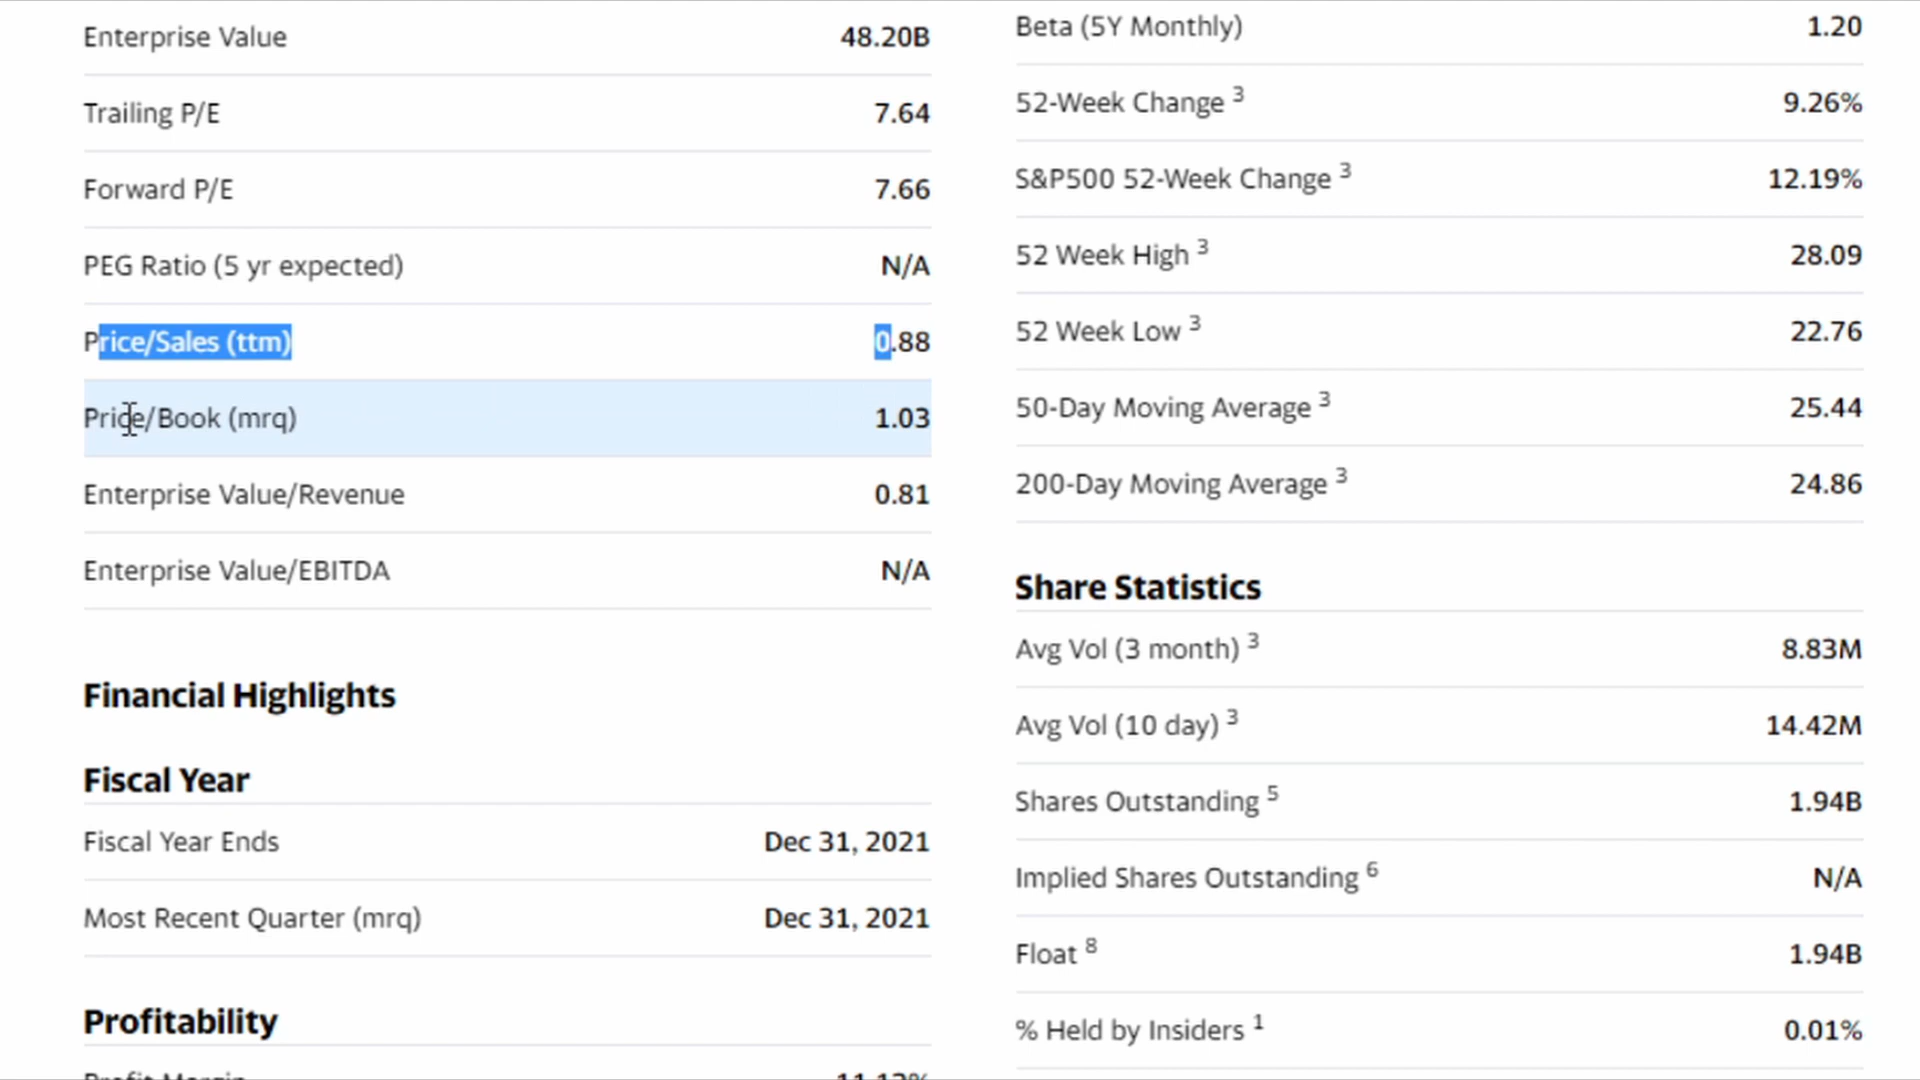 Enterprise Value 48.20B
Trailing P/E 7.64
Forward P/E 7.66
PEG Ratio (5 yr expected) N/A
Price/Sales (ttm) 0.88
Price/Book (mrq) 1.03
Enterprise Value/Revenue 0.81
Enterprise Value/EBITDA N/A
Financial Highlights
Fiscal Year
Fiscal Year Ends Dec 31, 2021
Most Recent Quarter (mrq) Dec 31, 2021
Profitability
Profit Margin
Beta (5Y Monthly) 1.20
52-Week Change 3 9.26%
S&P500 52-Week Change 3 12.19%
52 Week High 3 28.09
52 Week Low 3 22.76
50-Day Moving Average 3 25.44
200-Day Moving Average 3 24.86
Share Statistics
Avg Vol (3 month) 3 8.83M
Avg Vol (10 day) 3 14.42M
Shares Outstanding 5 1.94B
Implied Shares Outstanding 6 N/A
Float 8 1.94B
% Held by Insiders 1 0.01%